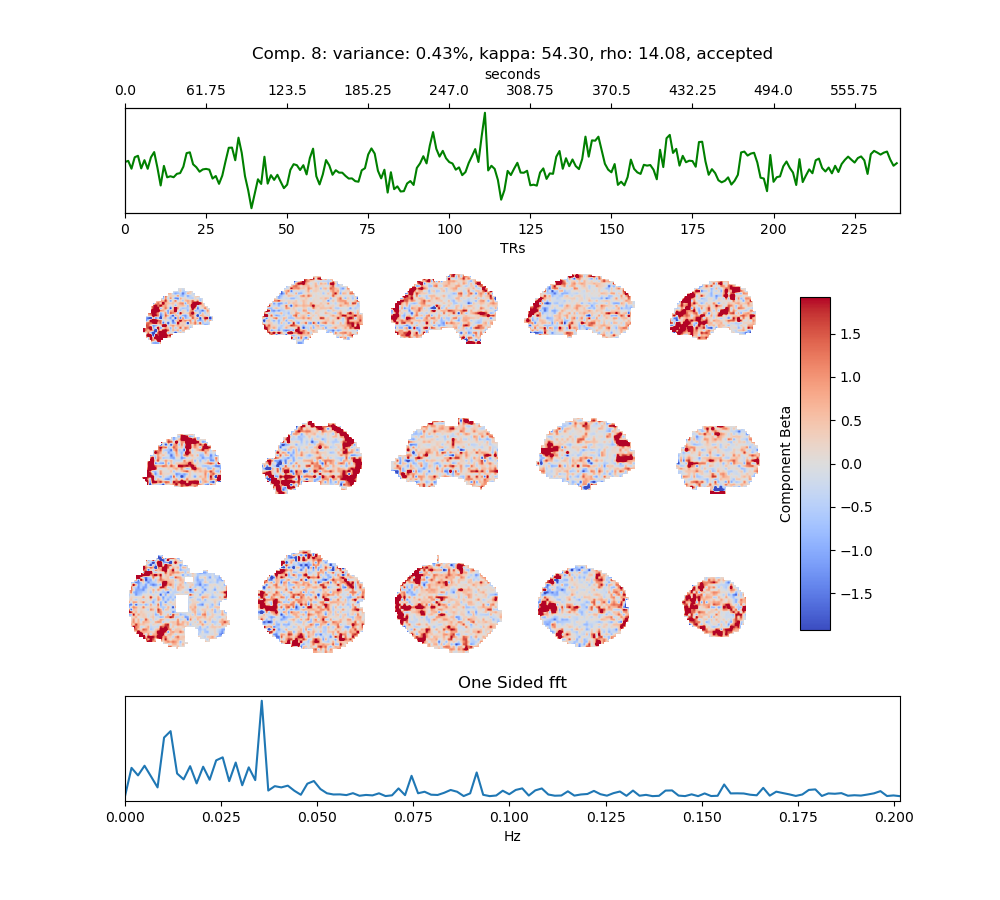 Comp. 8: variance: 0.43%, kappa: 54.30, rho: 14.08, accepted
seconds
0.0 61.75 123.5 185.25 247.0 308.75 370.5 432.25 494.0 555.75
0 25 50 75 100 125 150 175 200 225
TRs
1.5
1.0
0.5
0.0
−0.5
−1.0
−1.5
Component Beta
One Sided fft
0.000 0.025 0.050 0.075 0.100 0.125 0.150 0.175 0.200
Hz